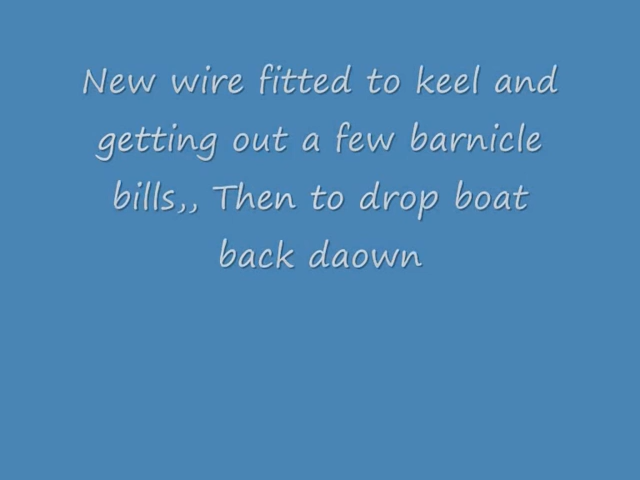 New wire fitted to keel and
getting out a few barnicle
bills,, Then to drop boat
back daown